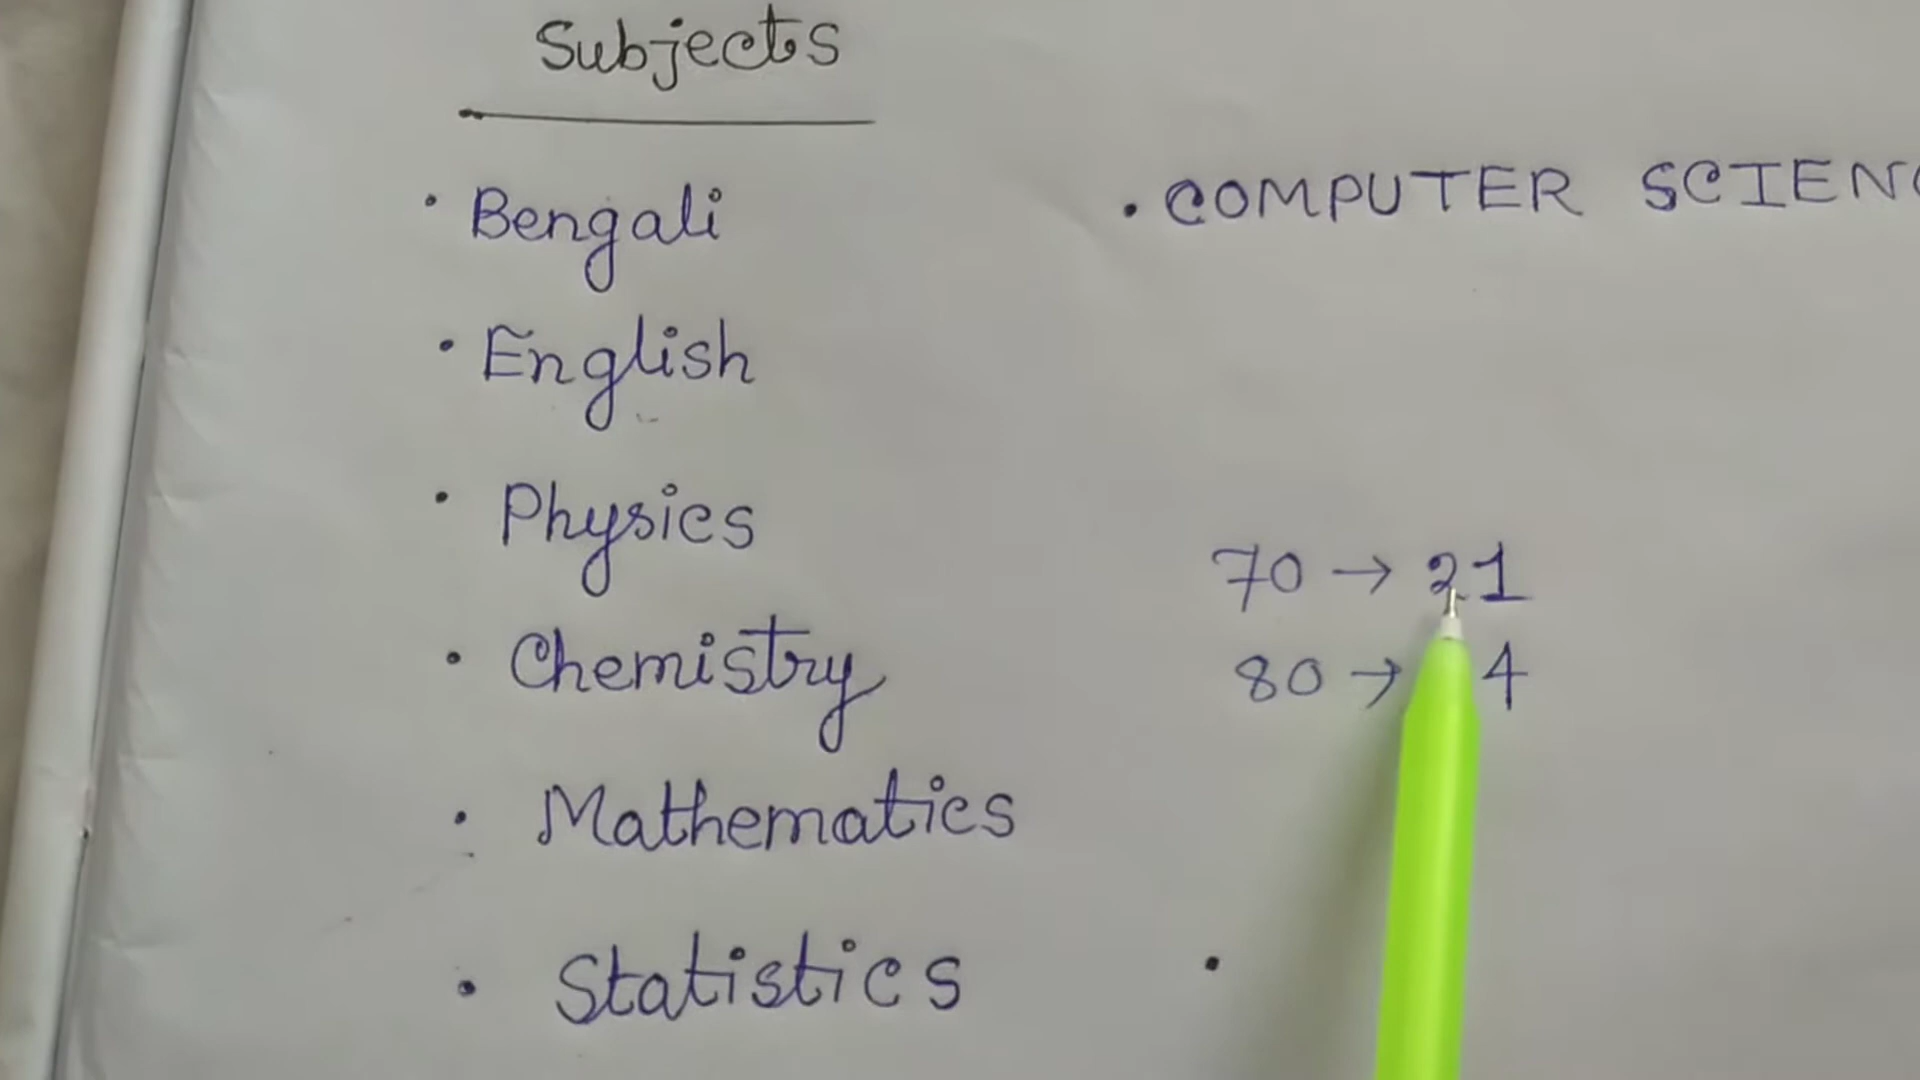 Subjects
• Bengali
• COMPUTER SCIEN
• English
• Physics
70 → 21
• Chemistry
80 → 4
• Mathematics
• Statistics
•